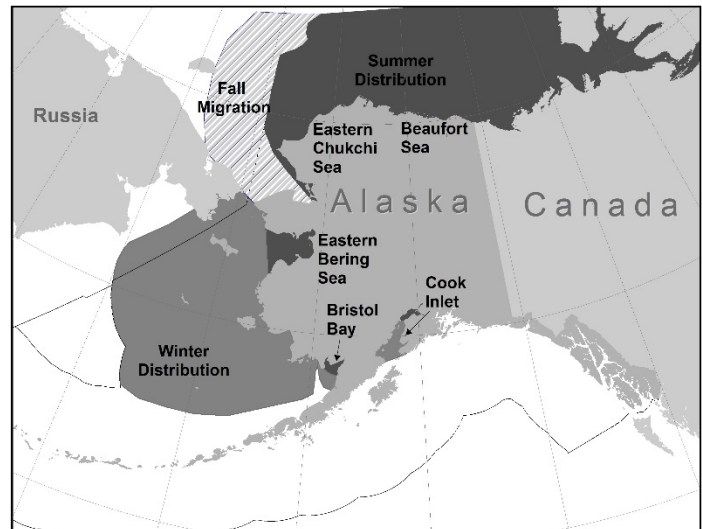 Summer
Distribution
Fall
Migration
Russia
Eastern
Chukchi
Sea
Beaufort
Sea
Alaska
Canada
Eastern
Bering
Sea
Cook
Inlet
Bristol
Bay
Winter
Distribution